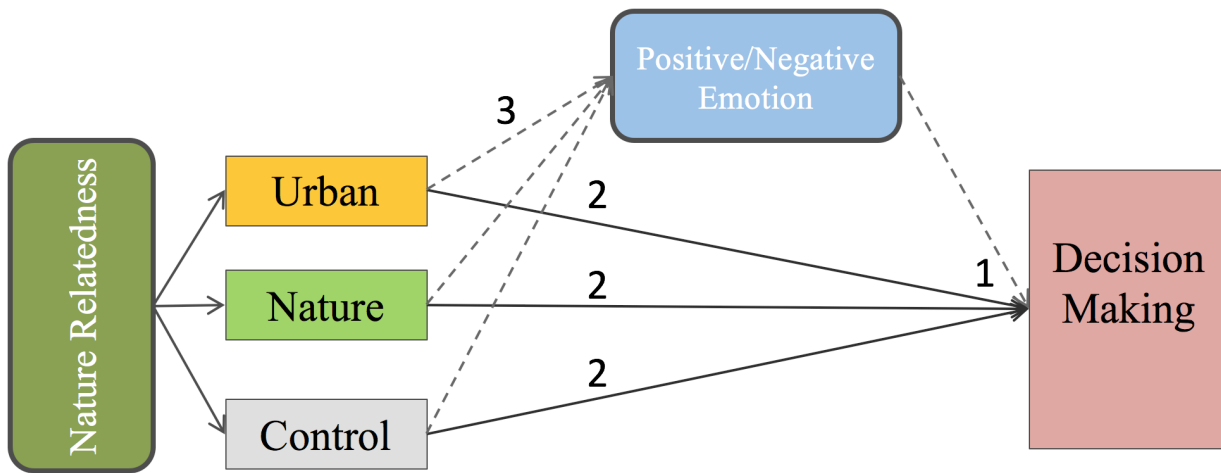 Positive/Negative
Emotion
3
Nature Relatedness
Urban
2
Decision
Making
1
Nature
2
2
Control